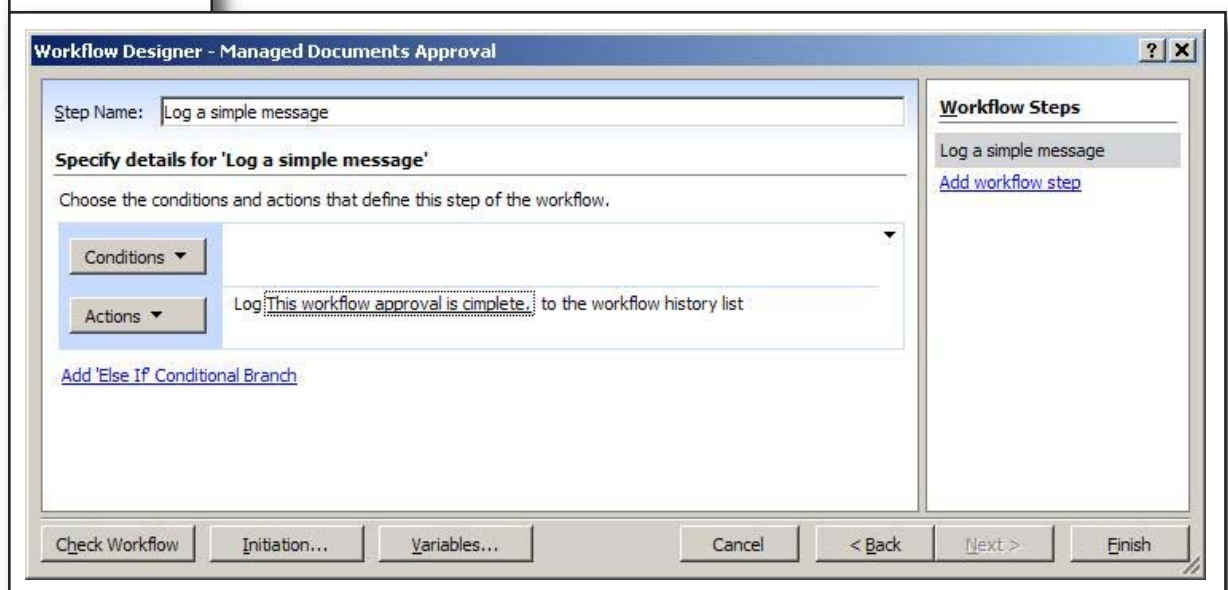 Workflow Designer - Managed Documents Approval
Step Name: Log a simple message
Specify details for 'Log a simple message'
Choose the conditions and actions that define this step of the workflow.
Conditions
Actions
Log This workflow approval is cimplete. to the workflow history list
Add 'Else If' Conditional Branch
Workflow Steps
Log a simple message
Add workflow step
Check Workflow
Initiation...
Variables...
Cancel
< Back
Next >
Finish